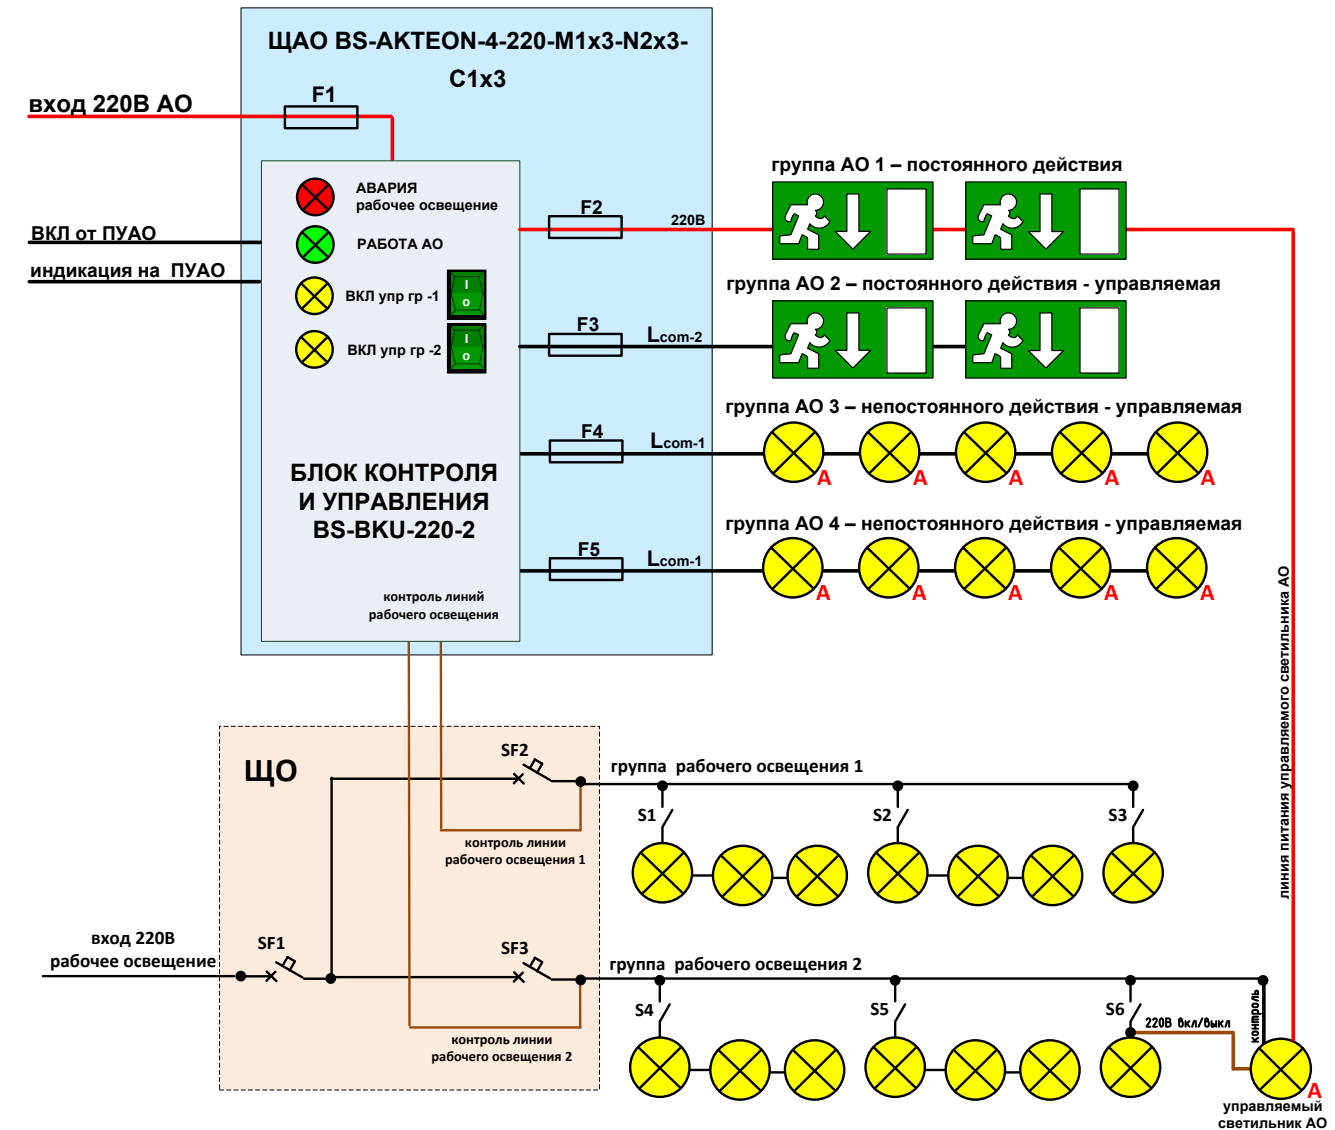 ЩАО BS-AKTEON-4-220-M1x3-N2x3-
C1x3
F1
вход 220В АО
АВАРИЯ
рабочее освещение
РАБОТА АО
ВКЛ от ПУАО
индикация на ПУАО
ВКЛ упр гр -1
I
o
ВКЛ упр гр -2
I
o
БЛОК КОНТРОЛЯ
И УПРАВЛЕНИЯ
BS-BKU-220-2
контроль линий
рабочего освещения
F2
220В
группа АО 1 – постоянного действия
F3
Lcom-2
группа АО 2 – постоянного действия - управляемая
F4
Lcom-1
группа АО 3 – непостоянного действия - управляемая
A
A
A
A
A
F5
Lcom-1
группа АО 4 – непостоянного действия - управляемая
A
A
A
A
A
линия питания управляемого светильника АО
ЩО
SF2
группа рабочего освещения 1
S1
S2
S3
контроль линии
рабочего освещения 1
вход 220В
рабочее освещение
SF1
SF3
группа рабочего освещения 2
S4
S5
S6
220В вкл/выкл
контроль
контроль линии
рабочего освещения 2
A
управляемый
светильник АО